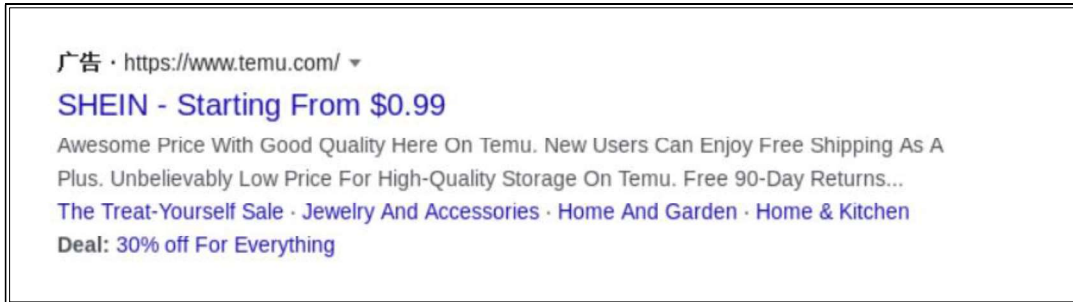 广告 · https://www.temu.com/
SHEIN - Starting From $0.99
Awesome Price With Good Quality Here On Temu. New Users Can Enjoy Free Shipping As A
Plus. Unbelievably Low Price For High-Quality Storage On Temu. Free 90-Day Returns...
The Treat-Yourself Sale · Jewelry And Accessories · Home And Garden · Home & Kitchen
Deal: 30% off For Everything